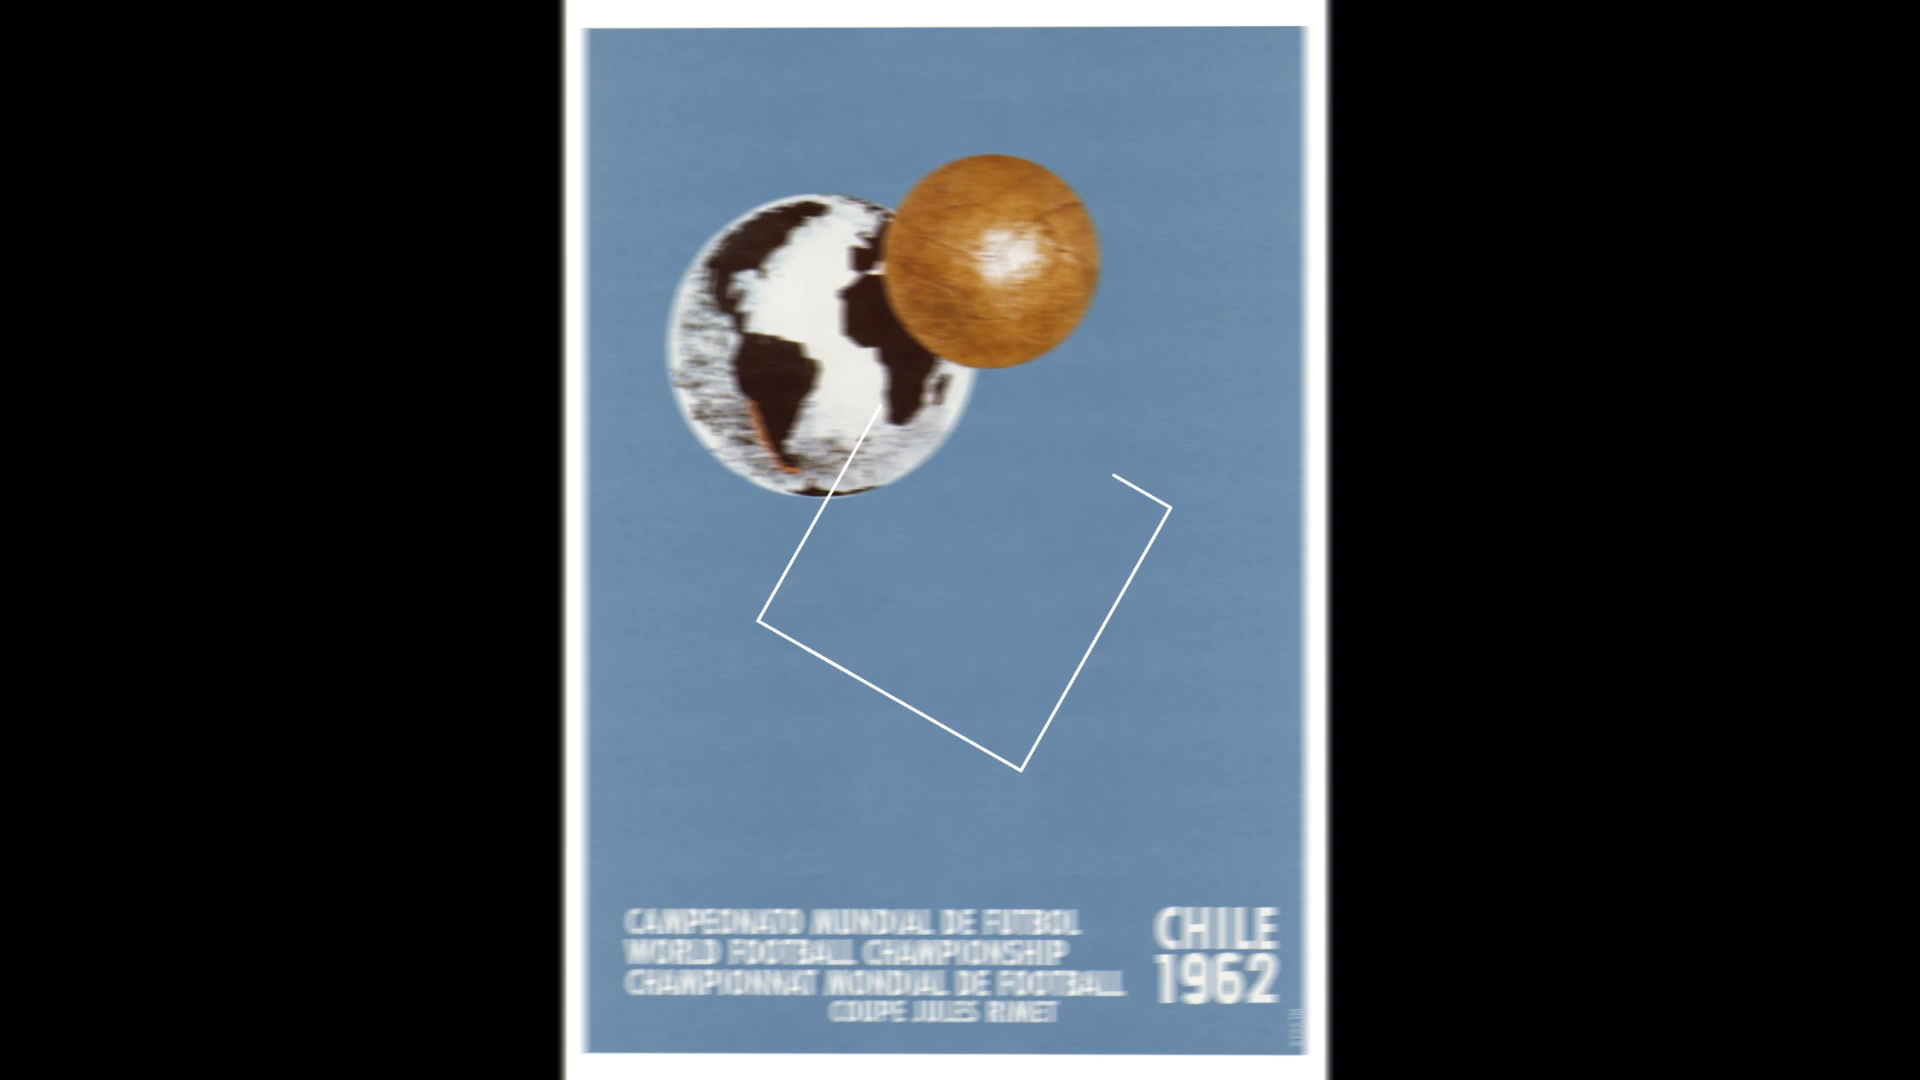 CAMPEONATO MUNDIAL DE FUTBOL
WORLD FOOTBALL CHAMPIONSHIP
CHAMPIONNAT MONDIAL DE FOOTBALL
COUPE JULES RIMET
CHILE
1962